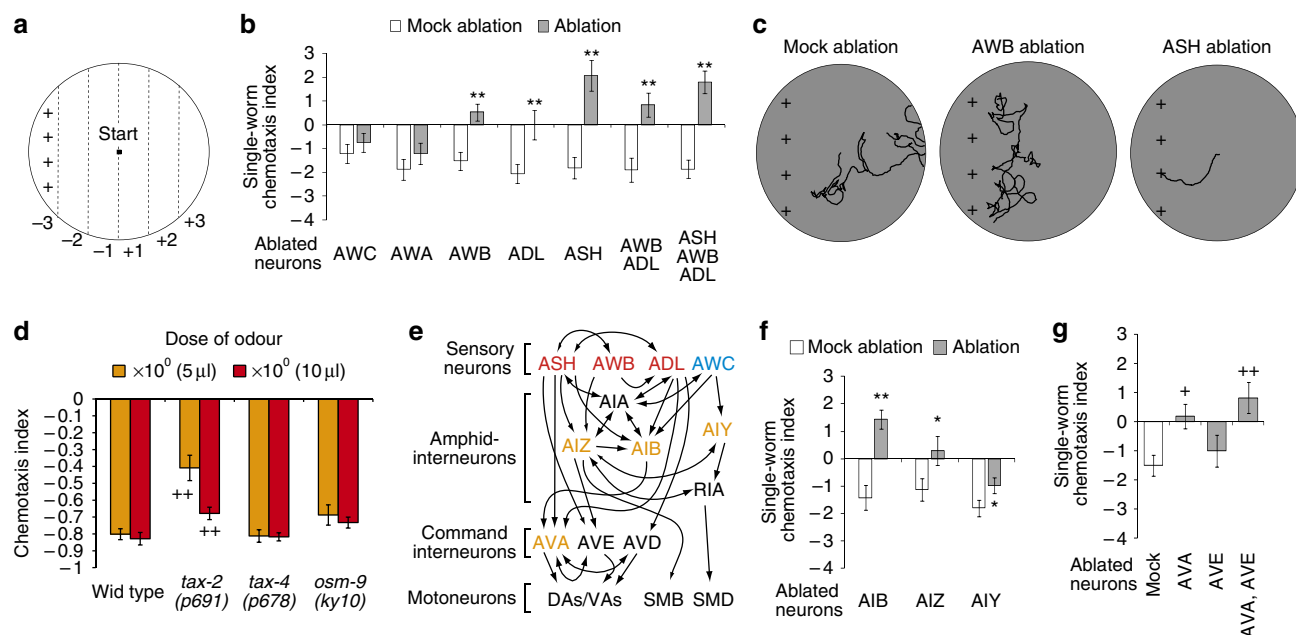 a
Start
+
+
+
+
–3
–2
–1
+1
+2
+3
b
Mock ablation Ablation
Single-worm
chemotaxis index
3
2
1
0
–1
–2
–3
–4
** ** ** ** **
Ablated
neurons
AWC
AWA
AWB
ADL
ASH
AWB
ADL
ASH
AWB
ADL
c
Mock ablation
AWB ablation
ASH ablation
+
+
+
+
+
+
+
+
+
+
+
+
d
Dose of odour
×10⁰ (5 μl) ×10⁰ (10 μl)
Chemotaxis index
0
–0.1
–0.2
–0.3
–0.4
–0.5
–0.6
–0.7
–0.8
–0.9
–1
++
++
Wid type
tax-2
(p691)
tax-4
(p678)
osm-9
(ky10)
e
Sensory
neurons
ASH AWB ADL AWC
Amphid-
interneurons
AIA
AIZ AIB AIY
RIA
Command
interneurons
AVA AVE AVD
Motoneurons
DAs/VAs SMB SMD
f
Mock ablation Ablation
Single-worm
chemotaxis index
3
2
1
0
–1
–2
–3
–4
** * *
Ablated
neurons
AIB AIZ AIY
g
Single-worm
chemotaxis index
3
2
1
0
–1
–2
–3
–4
+ ++
Ablated
neurons
Mock
AVA
AVE
AVA, AVE